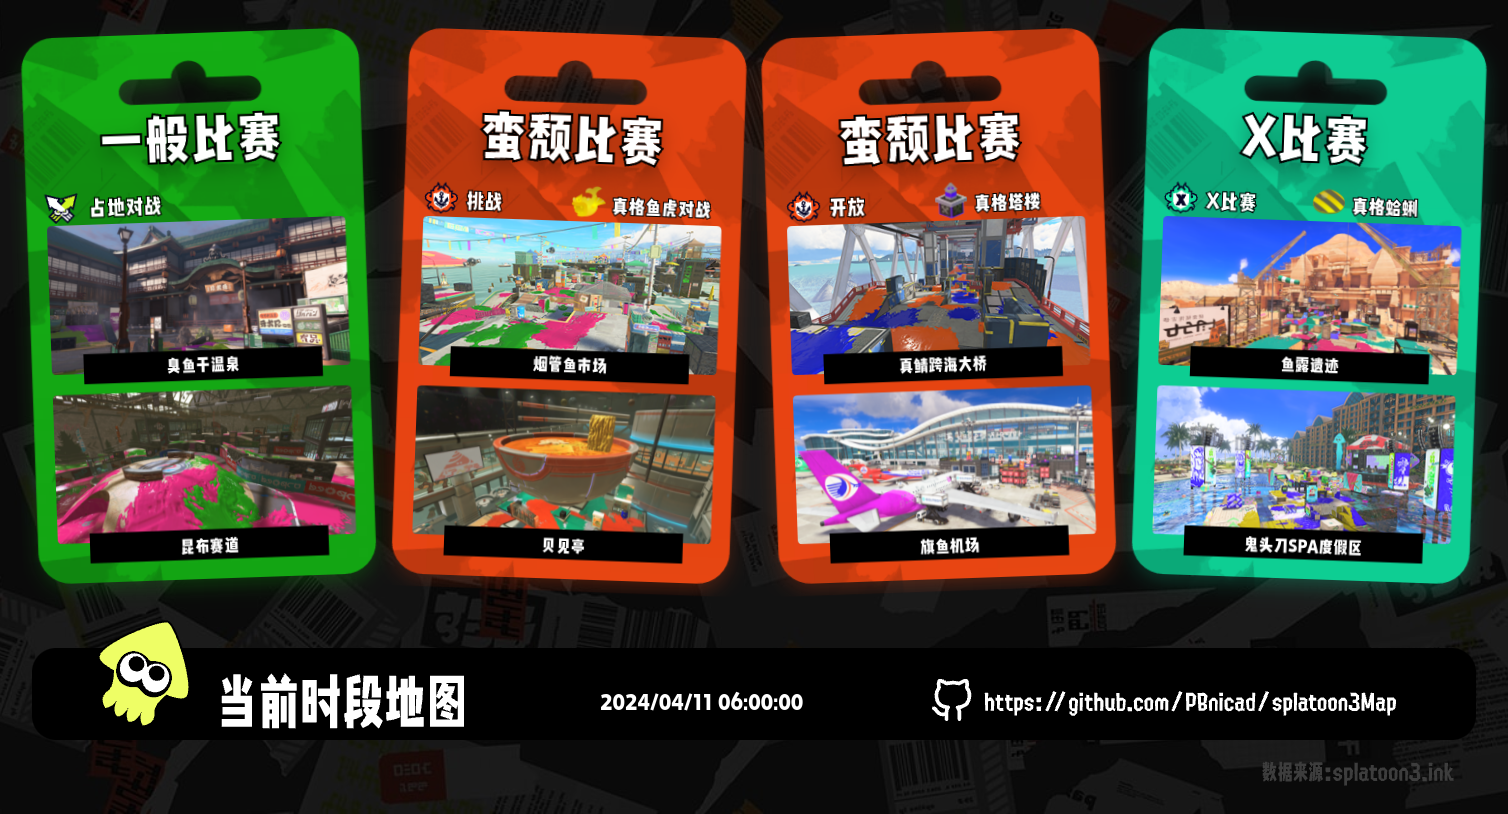 一般比赛
占地对战
臭鱼干温泉
昆布赛道
蛮颓比赛
挑战
真格鱼虎对战
烟管鱼市场
贝见亭
蛮颓比赛
开放
真格塔楼
真鲭跨海大桥
旗鱼机场
X比赛
X比赛
真格蛤蜊
鱼露遗迹
鬼头刀SPA度假区
当前时段地图
2024/04/11 06:00:00
https://github.com/PBnicad/splatoon3Map
数据来源:splatoon3.ink